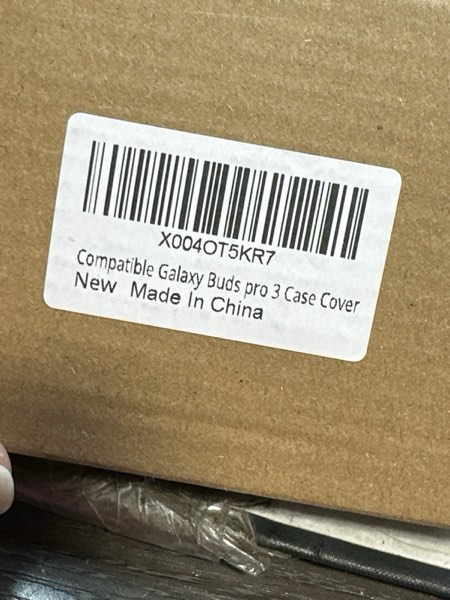 X004OT5KR7
Compatible Galaxy Buds pro 3 Case Cover
New Made In China